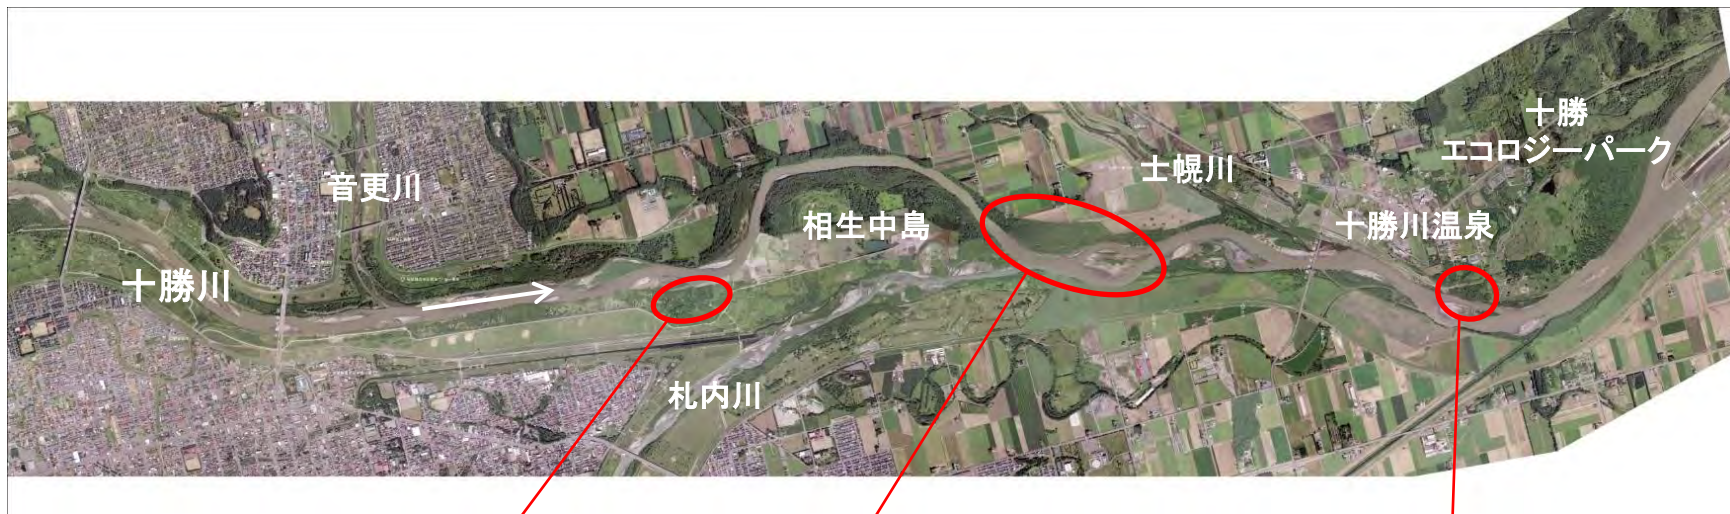 十勝
エコロジーパーク
音更川
士幌川
相生中島
十勝川温泉
十勝川
札内川